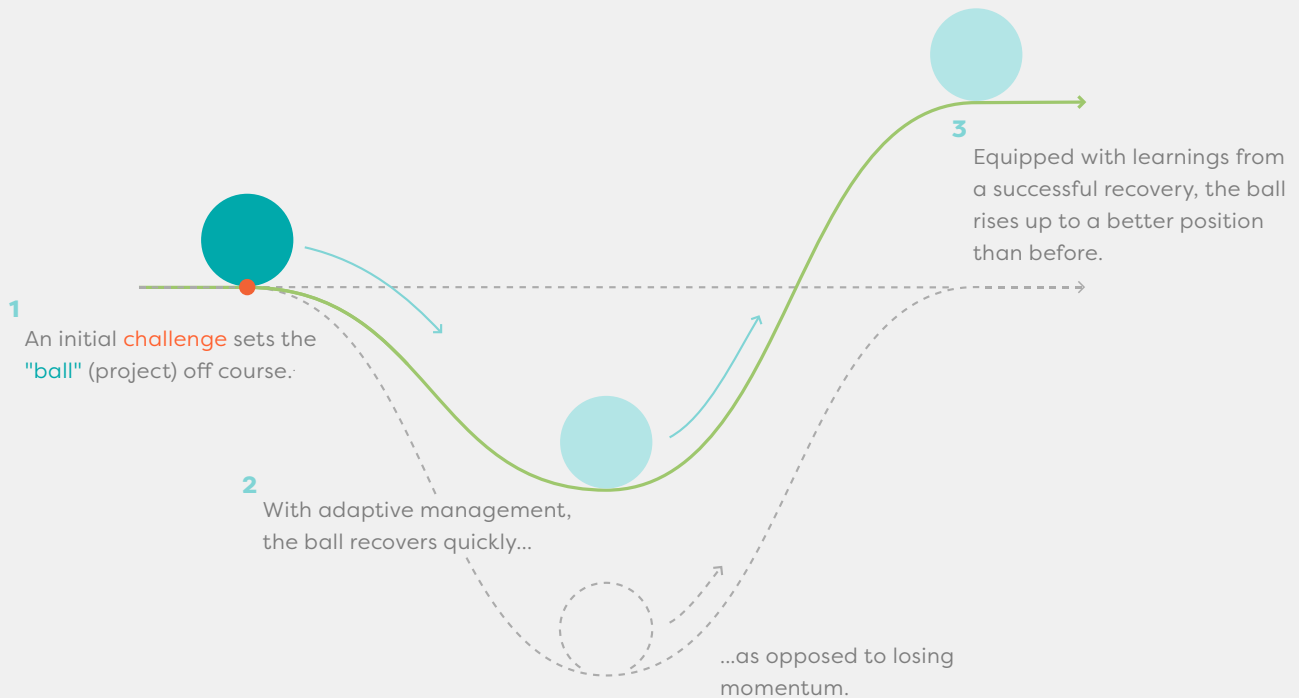 1
An initial challenge sets the
"ball" (project) off course.
2
With adaptive management,
the ball recovers quickly...
...as opposed to losing
momentum.
3
Equipped with learnings from
a successful recovery, the ball
rises up to a better position
than before.